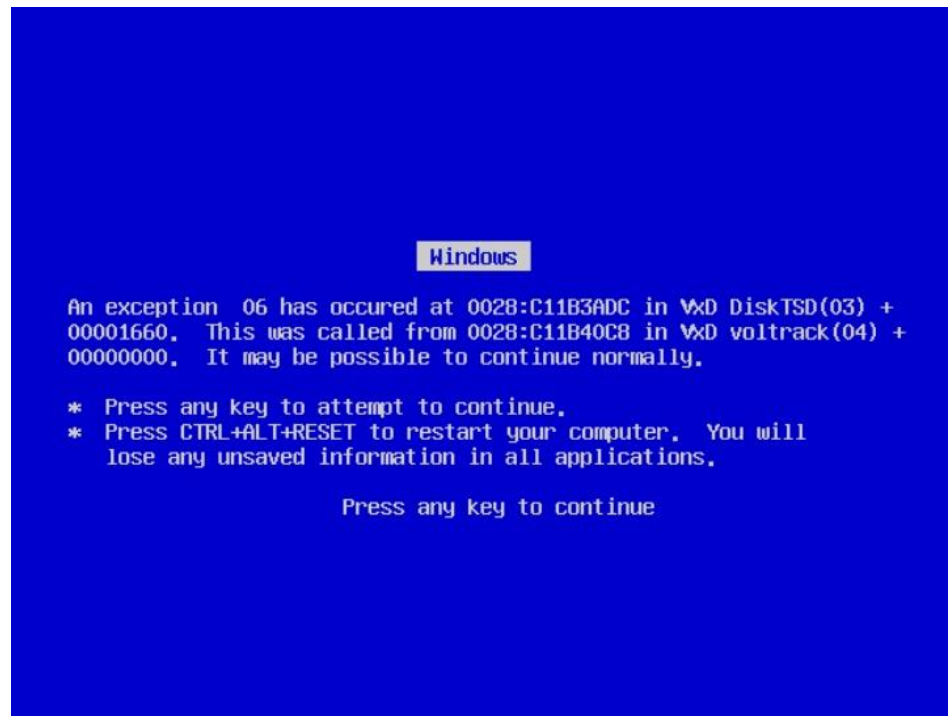 Windows
An exception 06 has occured at 0028:C11B3ADC in VxD DiskTSD(03) +
00001660. This was called from 0028:C11B40C8 in VxD voltrack(04) +
00000000. It may be possible to continue normally.
* Press any key to attempt to continue.
* Press CTRL+ALT+RESET to restart your computer. You will
lose any unsaved information in all applications.
Press any key to continue